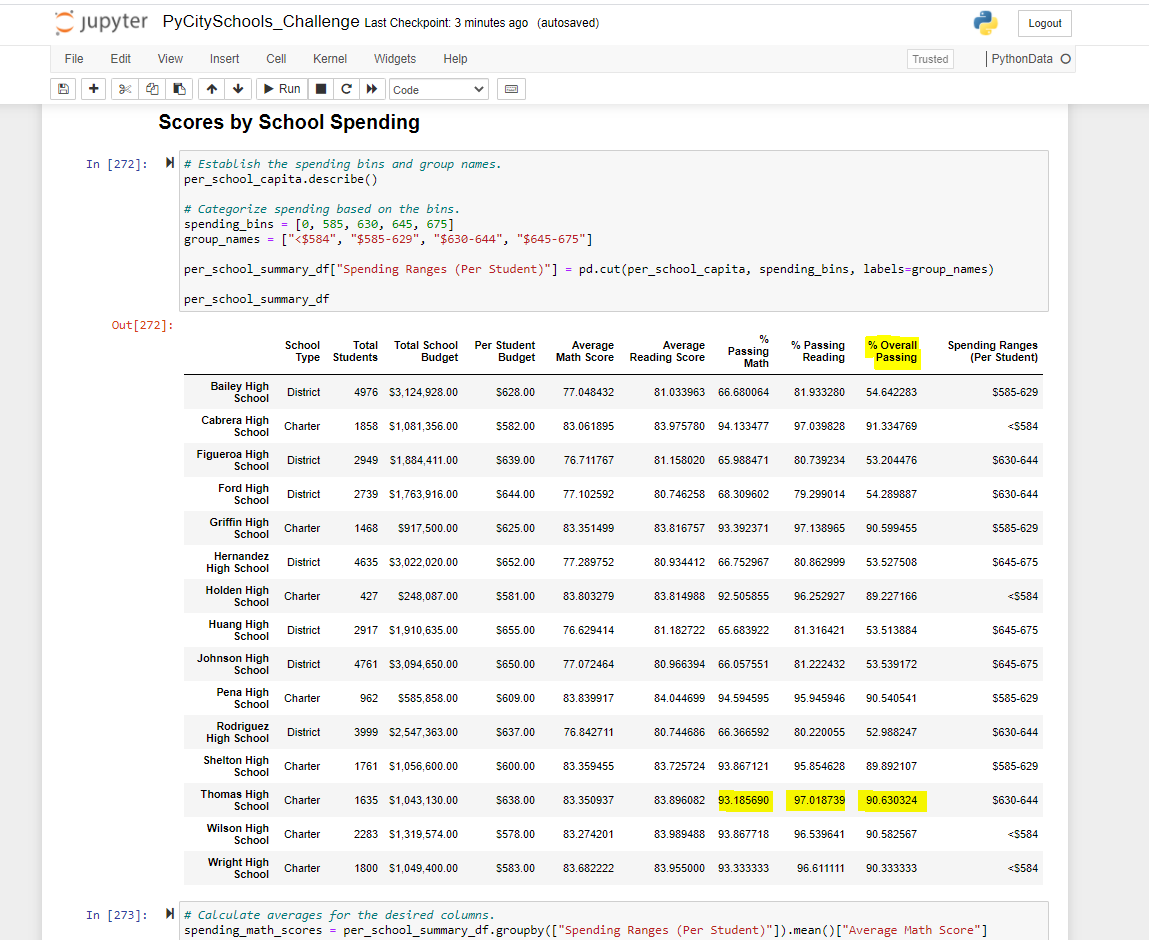 jupyter PyCitySchools_Challenge Last Checkpoint: 3 minutes ago (autosaved) Logout
File Edit View Insert Cell Kernel Widgets Help Trusted PythonData
Run Code
Scores by School Spending
In [272]: # Establish the spending bins and group names.
per_school_capita.describe()
# Categorize spending based on the bins.
spending_bins = [0, 585, 630, 645, 675]
group_names = ["<$584", "$585-629", "$630-644", "$645-675"]
per_school_summary_df["Spending Ranges (Per Student)"] = pd.cut(per_school_capita, spending_bins, labels=group_names)
per_school_summary_df
Out[272]:
School Type Total Students Total School Budget Per Student Budget Average Math Score Average Reading Score % Passing Math % Passing Reading % Overall Passing Spending Ranges (Per Student)
Bailey High School District 4976 $3,124,928.00 $628.00 77.048432 81.033963 66.680064 81.933280 54.642283 $585-629
Cabrera High School Charter 1858 $1,081,356.00 $582.00 83.061895 83.975780 94.133477 97.039828 91.334769 <$584
Figueroa High School District 2949 $1,884,411.00 $639.00 76.711767 81.158020 65.988471 80.739234 53.204476 $630-644
Ford High School District 2739 $1,763,916.00 $644.00 77.102592 80.746258 68.309602 79.299014 54.289887 $630-644
Griffin High School Charter 1468 $917,500.00 $625.00 83.351499 83.816757 93.392371 97.138965 90.599455 $585-629
Hernandez High School District 4635 $3,022,020.00 $652.00 77.289752 80.934412 66.752967 80.862999 53.527508 $645-675
Holden High School Charter 427 $248,087.00 $581.00 83.803279 83.814988 92.505855 96.252927 89.227166 <$584
Huang High School District 2917 $1,910,635.00 $655.00 76.629414 81.182722 65.683922 81.316421 53.513884 $645-675
Johnson High School District 4761 $3,094,650.00 $650.00 77.072464 80.966394 66.057551 81.222432 53.539172 $645-675
Pena High School Charter 962 $585,858.00 $609.00 83.839917 84.044699 94.594595 95.945946 90.540541 $585-629
Rodriguez High School District 3999 $2,547,363.00 $637.00 76.842711 80.744686 66.366592 80.220055 52.988247 $630-644
Shelton High School Charter 1761 $1,056,600.00 $600.00 83.359455 83.725724 93.867121 95.854628 89.892107 $585-629
Thomas High School Charter 1635 $1,043,130.00 $638.00 83.350937 83.896082 93.185690 97.018739 90.630324 $630-644
Wilson High School Charter 2283 $1,319,574.00 $578.00 83.274201 83.989488 93.867718 96.539641 90.582567 <$584
Wright High School Charter 1800 $1,049,400.00 $583.00 83.682222 83.955000 93.333333 96.611111 90.333333 <$584
In [273]: # Calculate averages for the desired columns.
spending_math_scores = per_school_summary_df.groupby(["Spending Ranges (Per Student)"]).mean()["Average Math Score"]